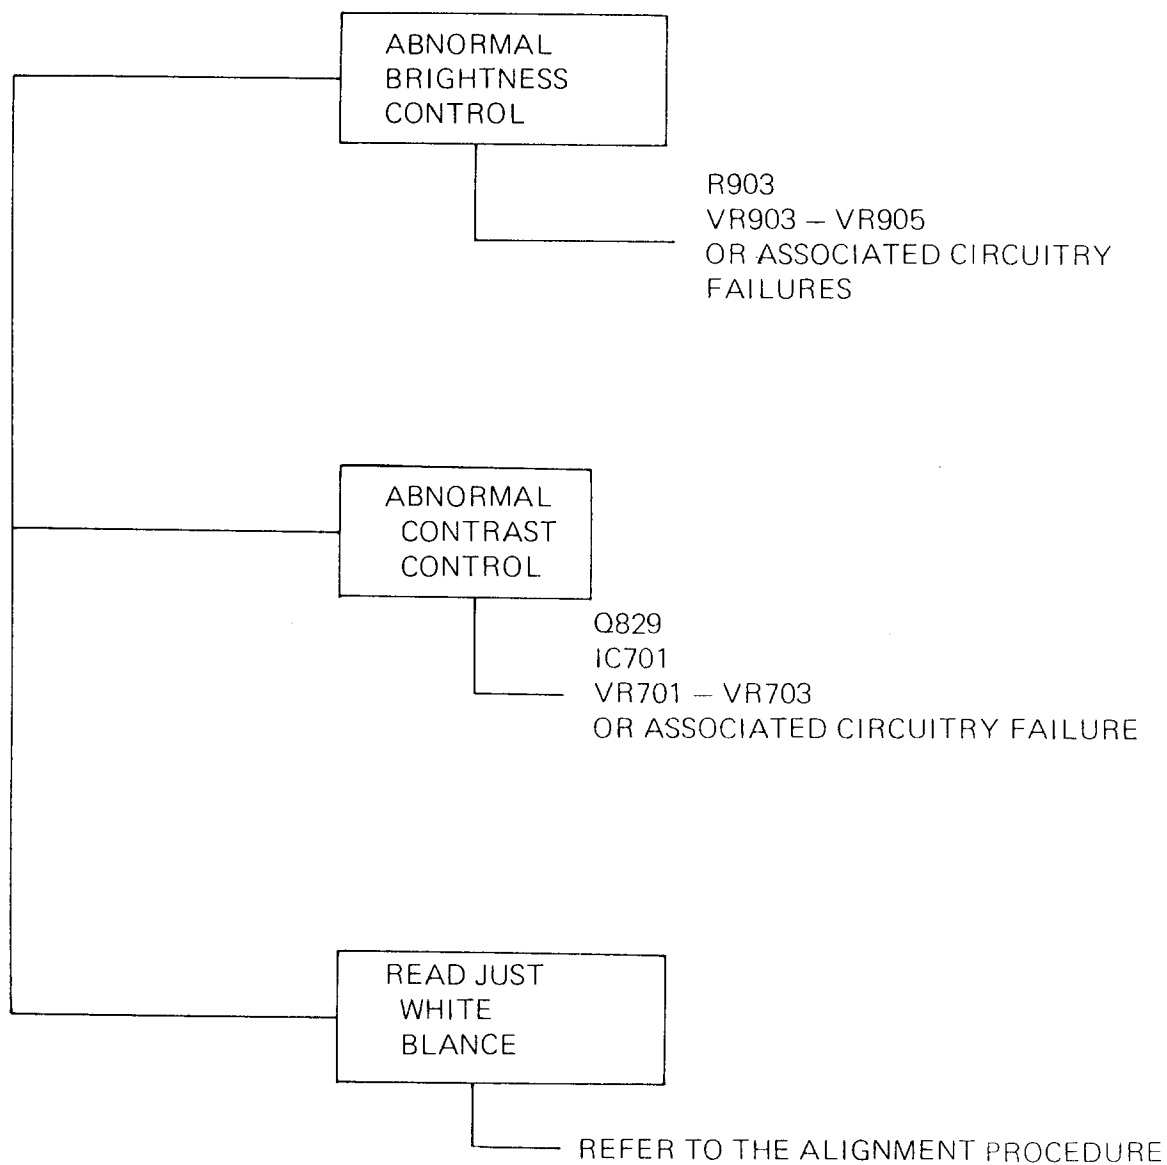 ABNORMAL
BRIGHTNESS
CONTROL
R903
VR903 – VR905
OR ASSOCIATED CIRCUITRY
FAILURES
ABNORMAL
CONTRAST
CONTROL
Q829
IC701
VR701 – VR703
OR ASSOCIATED CIRCUITRY FAILURE
READ JUST
WHITE
BLANCE
REFER TO THE ALIGNMENT PROCEDURE